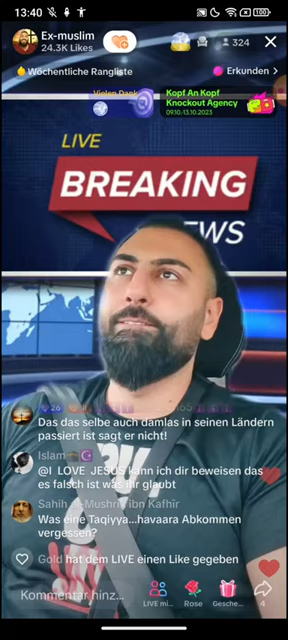 13:40
100
Ex-muslim
24.3K Likes
324
Wöchentliche Rangliste
Erkunden >
Vielen Dank
Kopf An Kopf
Knockout Agency
09.10.-13.10.2023
LIVE
BREAKING
EWS
26
Das das selbe auch damlas in seinen Ländern
passiert ist sagt er nicht!
Islam
@I LOVE JESUS kann ich dir beweisen das
es falsch ist was ihr glaubt
Sahih al-Mushrik ibn Kafhīr
Was eine Taqiyya...havaara Abkommen
vergessen?
Gold hat dem LIVE einen Like gegeben
Kommentar hinz...
LIVE mi...
Rose
Gesche...
4